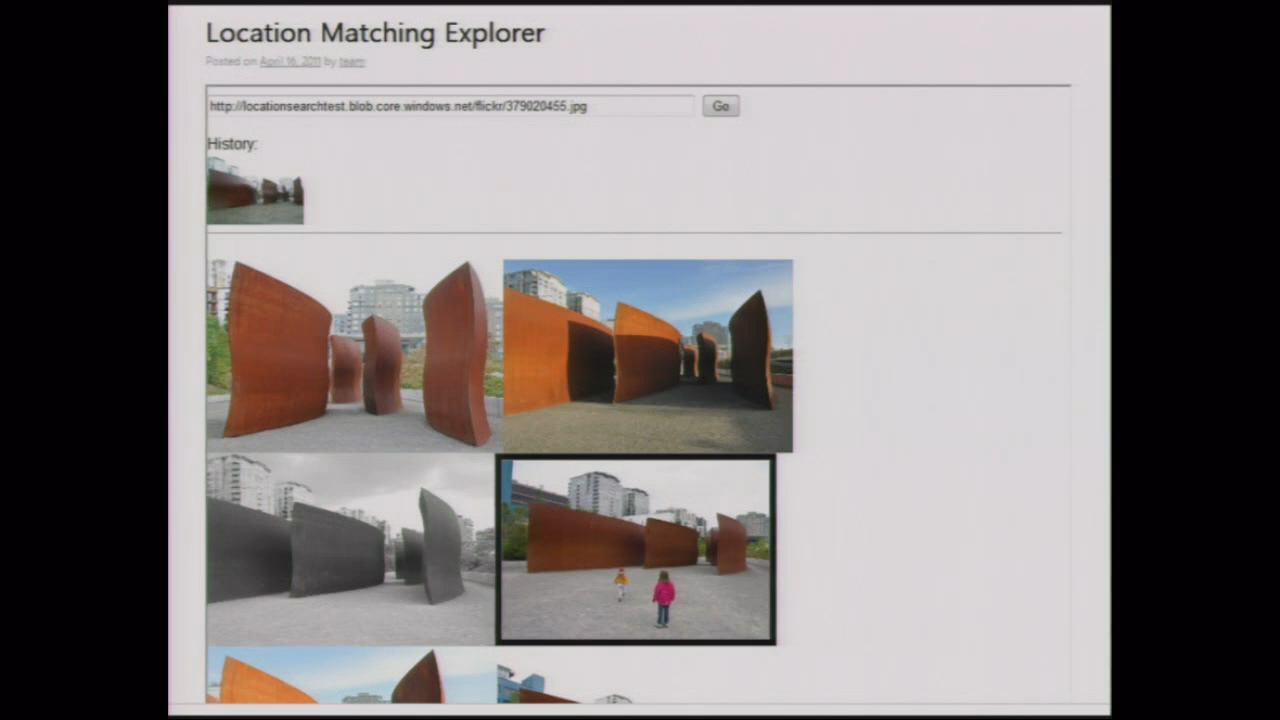 Location Matching Explorer
Posted on April 16, 2011 by team
http://locationsearchtest.blob.core.windows.net/flickr/379020455.jpg Go
History: